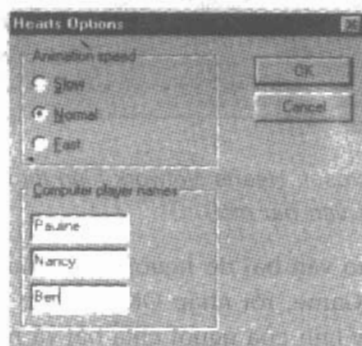 Hearts Options
Animation speed
OK
Slow
Cancel
Normal
Fast
Computer player names
Pauline
Nancy
Ben